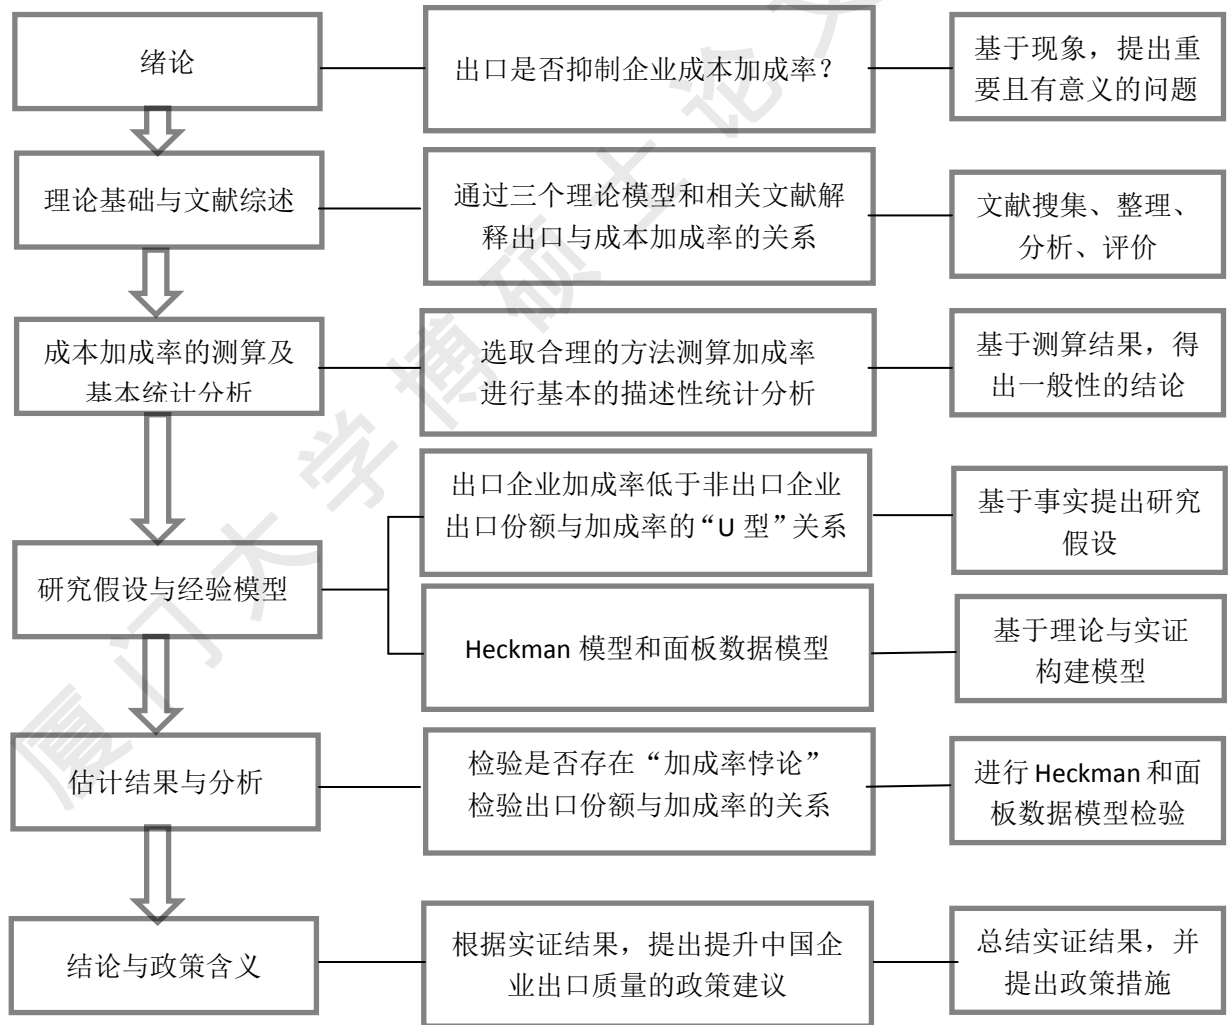 绪论
出口是否抑制企业成本加成率？
基于现象，提出重
要且有意义的问题
理论基础与文献综述
通过三个理论模型和相关文献解
释出口与成本加成率的关系
文献搜集、整理、
分析、评价
成本加成率的测算及
基本统计分析
选取合理的方法测算加成率
进行基本的描述性统计分析
基于测算结果，得
出一般性的结论
研究假设与经验模型
出口企业加成率低于非出口企业
出口份额与加成率的“U 型”关系
基于事实提出研究
假设
Heckman 模型和面板数据模型
基于理论与实证
构建模型
估计结果与分析
检验是否存在“加成率悖论”
检验出口份额与加成率的关系
进行 Heckman 和面
板数据模型检验
结论与政策含义
根据实证结果，提出提升中国企
业出口质量的政策建议
总结实证结果，并
提出政策措施
厦门大学博硕士论文